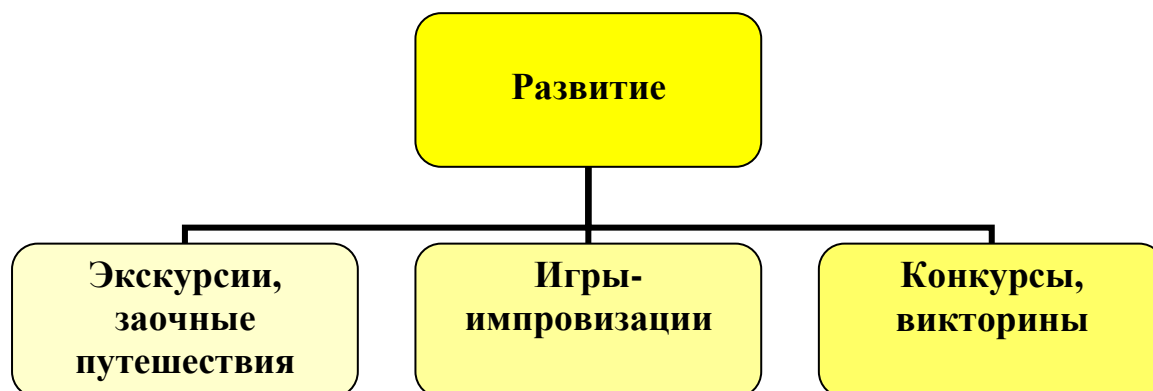 Развитие
Экскурсии,
заочные
путешествия
Игры-
импровизации
Конкурсы,
викторины